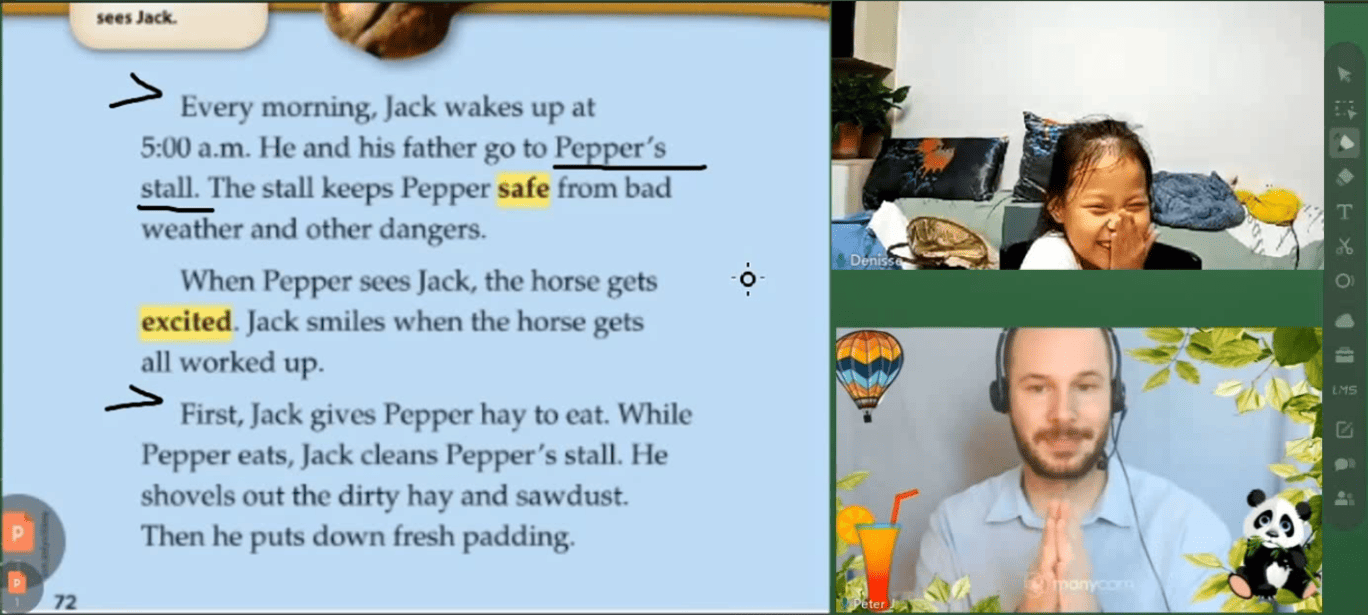 sees Jack.
Every morning, Jack wakes up at
5:00 a.m. He and his father go to Pepper's
stall. The stall keeps Pepper safe from bad
weather and other dangers.
When Pepper sees Jack, the horse gets
excited. Jack smiles when the horse gets
all worked up.
First, Jack gives Pepper hay to eat. While
Pepper eats, Jack cleans Pepper's stall. He
shovels out the dirty hay and sawdust.
Then he puts down fresh padding.
72
P
P
1
Denisse
manycam
Peter J
T
LMS